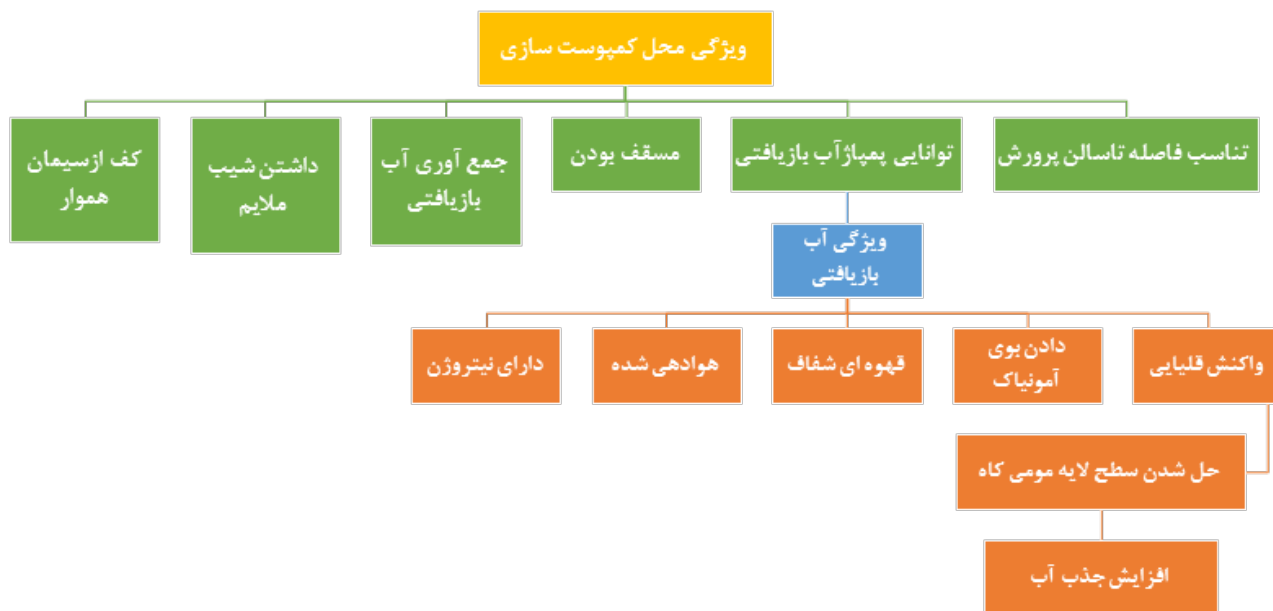 ویژگی محل کمپوست سازی
تناسب فاصله تاسالن پرورش
توانایی پمپاژآب بازیافتی
مسقف بودن
جمع آوری آب
بازیافتی
داشتن شیب
ملایم
کف ازسیمان
هموار
ویژگی آب
بازیافتی
واکنش قلیایی
دادن بوی
آمونیاک
قهوه ای شفاف
هوادهی شده
دارای نیتروژن
حل شدن سطح لایه مومی کاه
افزایش جذب آب